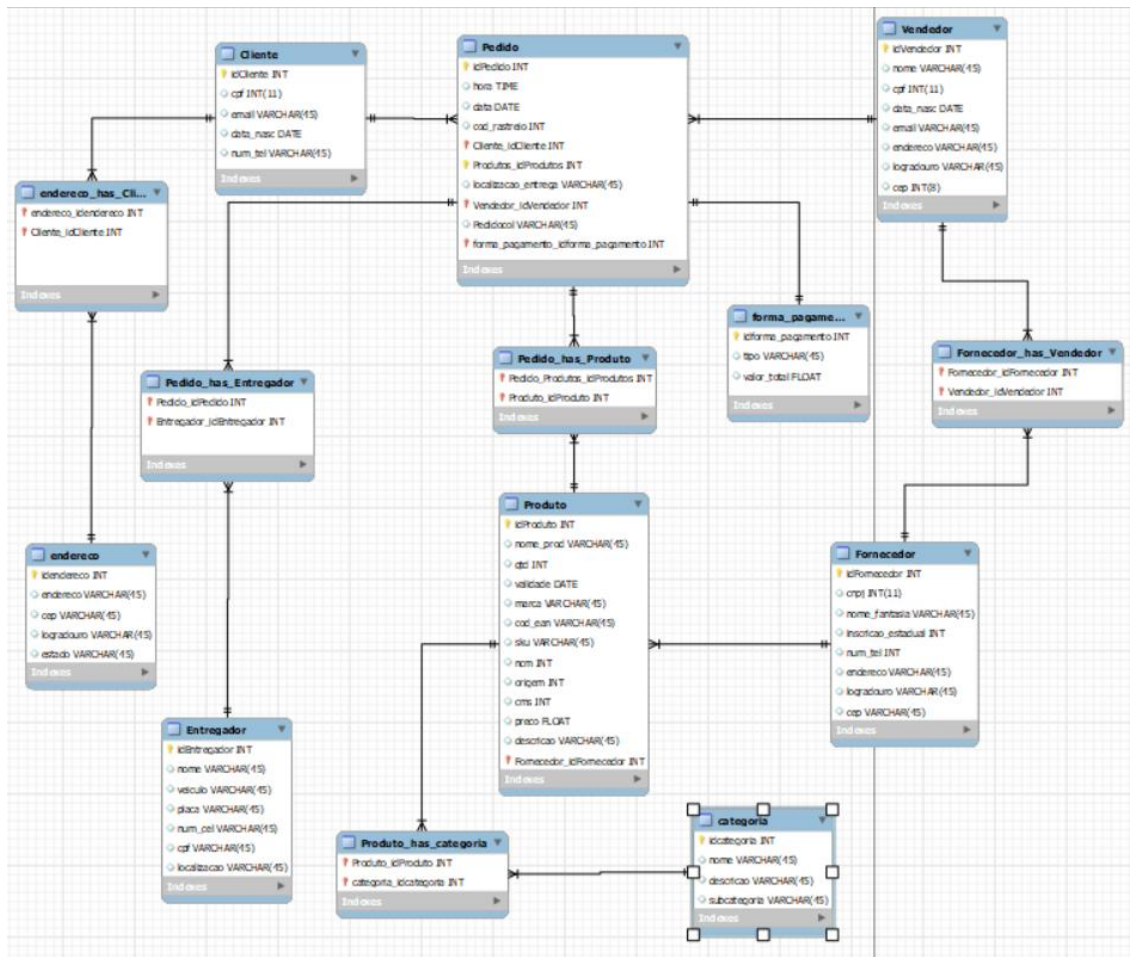 Cliente
idCliente INT
cpf INT(11)
email VARCHAR(45)
data_nasc DATE
num_tel VARCHAR(45)
Indexes
Pedido
idPedido INT
hora TIME
data DATE
cod_rastreio INT
Cliente_idCliente INT
Produtos_idProdutos INT
localizacao_entrega VARCHAR(45)
Vendedor_idVendedor INT
Pedidocol VARCHAR(45)
forma_pagamento_idforma_pagamento INT
Indexes
Vendedor
idVendedor INT
nome VARCHAR(45)
cpf INT(11)
data_nasc DATE
email VARCHAR(45)
endereco VARCHAR(45)
logradouro VARCHAR(45)
cep INT(8)
Indexes
endereco_has_Cli...
endereco_idendereco INT
Cliente_idCliente INT
Indexes
Pedido_has_Entregador
Pedido_idPedido INT
Entregador_idEntregador INT
Indexes
Pedido_has_Produto
Pedido_Produtos_idProdutos INT
Produto_idProduto INT
Indexes
forma_pagame...
idforma_pagamento INT
tipo VARCHAR(45)
valor_total FLOAT
Indexes
Fornecedor_has_Vendedor
Fornecedor_idFornecedor INT
Vendedor_idVendedor INT
Indexes
endereco
idendereco INT
endereco VARCHAR(45)
cep VARCHAR(45)
logradouro VARCHAR(45)
estado VARCHAR(45)
Indexes
Produto
idProduto INT
nome_prod VARCHAR(45)
qtd INT
validade DATE
marca VARCHAR(45)
cod_ean VARCHAR(45)
sku VARCHAR(45)
ncm INT
origem INT
cms INT
preco FLOAT
descricao VARCHAR(45)
Fornecedor_idFornecedor INT
Indexes
Fornecedor
idFornecedor INT
cnpj INT(11)
nome_fantasia VARCHAR(45)
inscricao_estadual INT
num_tel INT
endereco VARCHAR(45)
logradouro VARCHAR(45)
cep VARCHAR(45)
Indexes
Entregador
idEntregador INT
nome VARCHAR(45)
veiculo VARCHAR(45)
placa VARCHAR(45)
num_cel VARCHAR(45)
cpf VARCHAR(45)
localizacao VARCHAR(45)
Indexes
Produto_has_categoria
Produto_idProduto INT
categoria_idcategoria INT
Indexes
categoria
idcategoria INT
nome VARCHAR(45)
descricao VARCHAR(45)
subcategoria VARCHAR(45)
Indexes